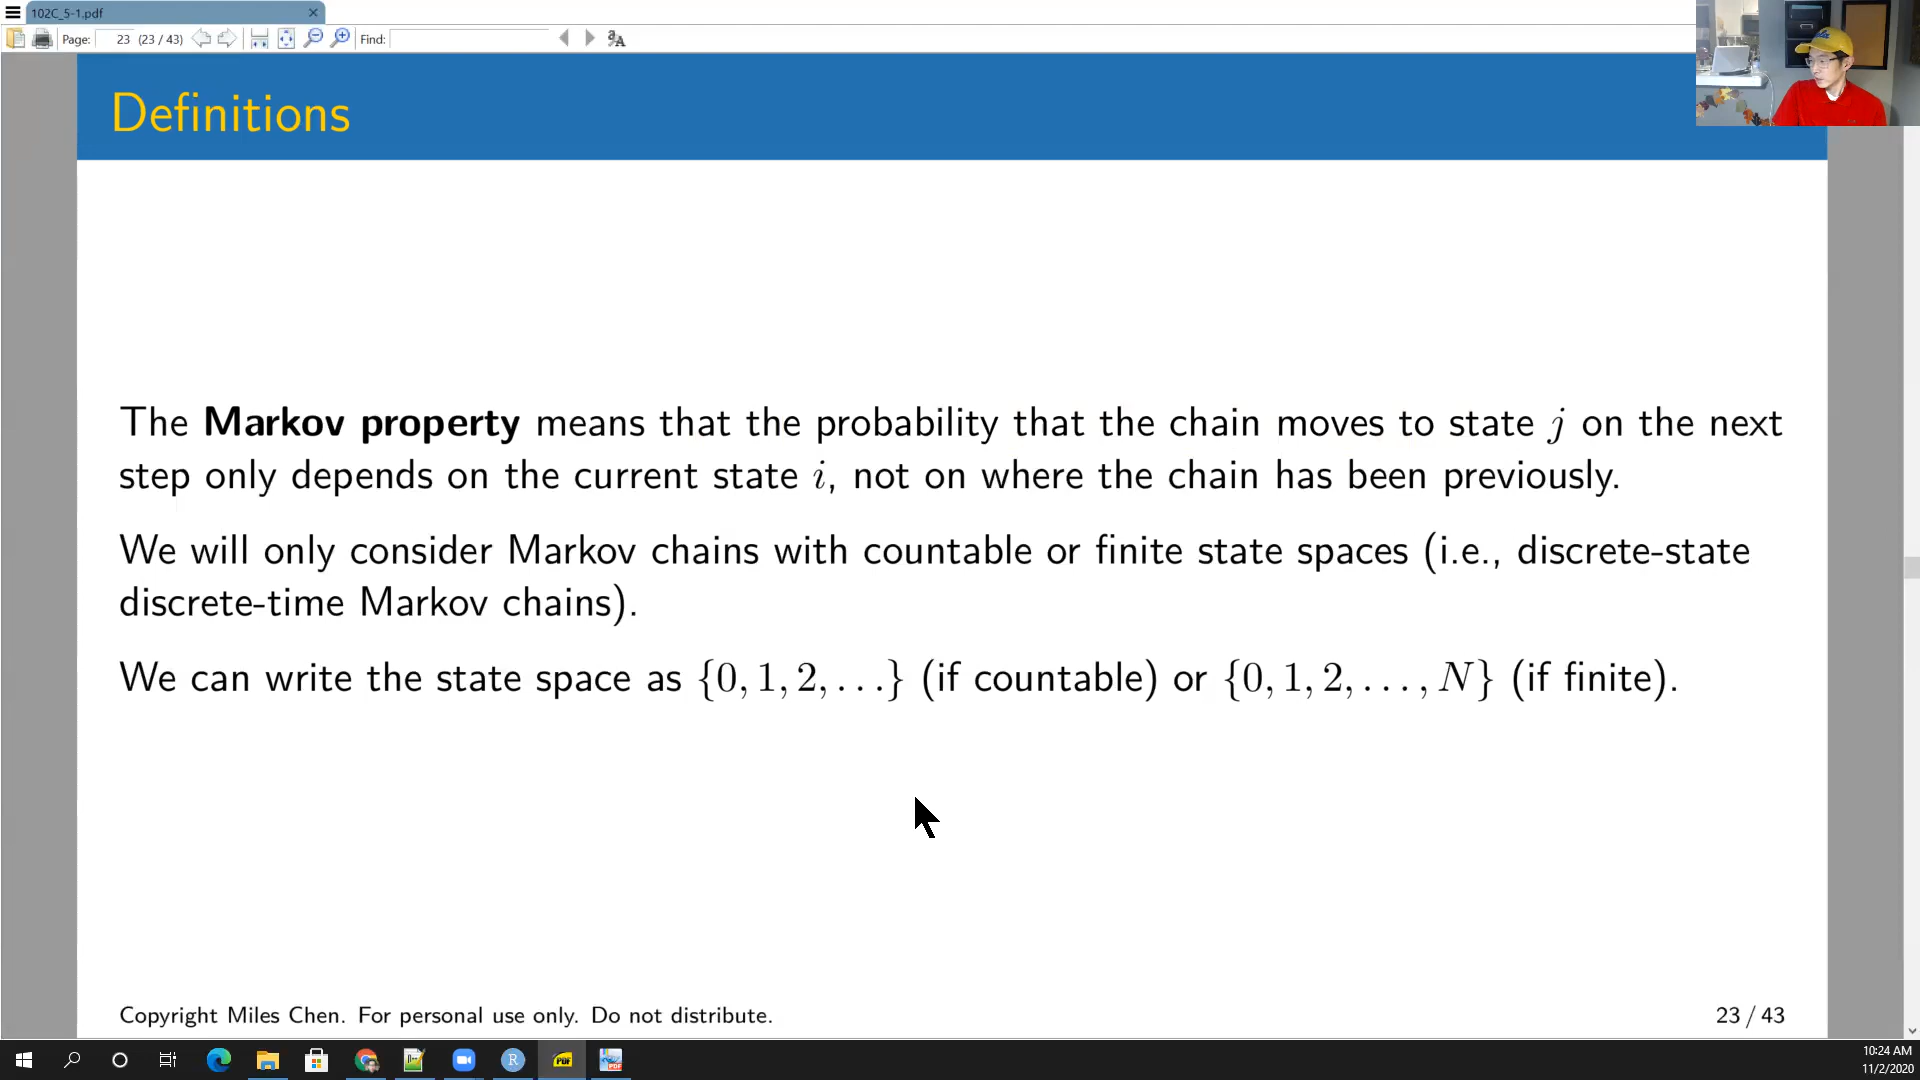 102C_5-1.pdf
Page: 23 (23 / 43) Find:
Definitions
The Markov property means that the probability that the chain moves to state j on the next
step only depends on the current state i, not on where the chain has been previously.
We will only consider Markov chains with countable or finite state spaces (i.e., discrete-state
discrete-time Markov chains).
We can write the state space as {0, 1, 2, . . .} (if countable) or {0, 1, 2, . . . , N} (if finite).
Copyright Miles Chen. For personal use only. Do not distribute.
23 / 43
10:24 AM
11/2/2020